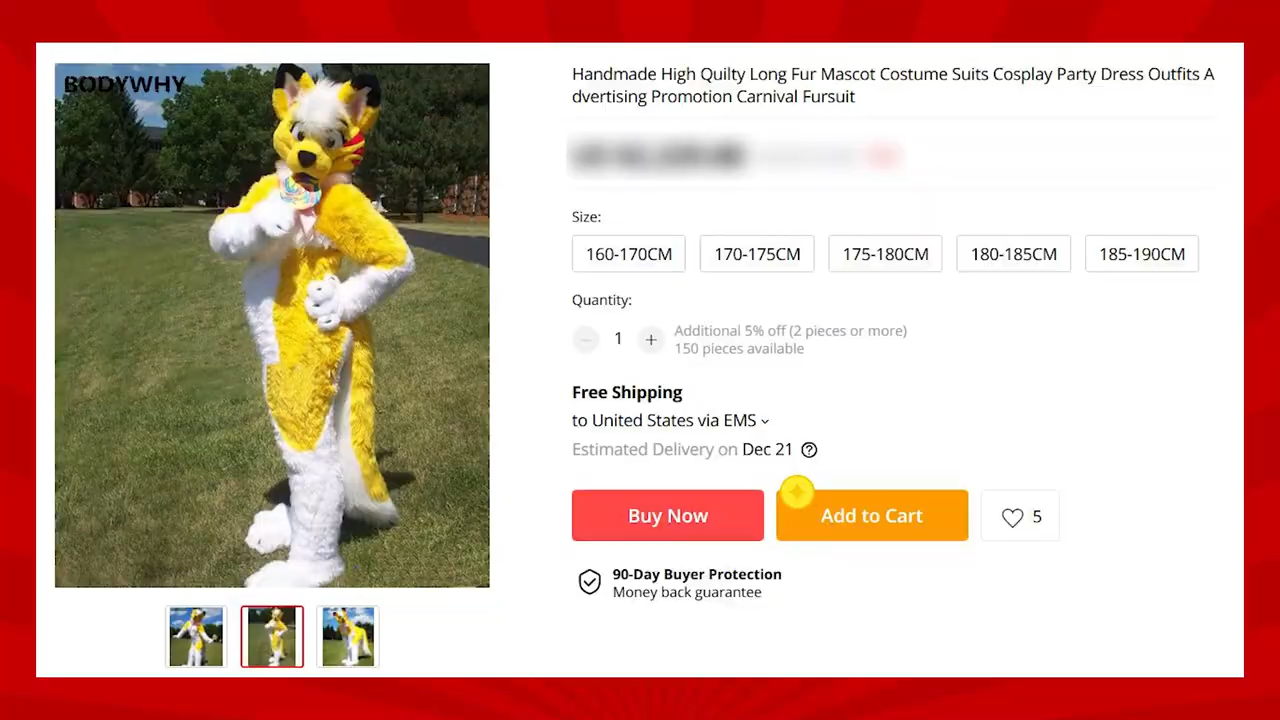 BODYWHY
Handmade High Quilty Long Fur Mascot Costume Suits Cosplay Party Dress Outfits A
dvertising Promotion Carnival Fursuit
Size:
160-170CM 170-175CM 175-180CM 180-185CM 185-190CM
Quantity:
1 + Additional 5% off (2 pieces or more)
150 pieces available
Free Shipping
to United States via EMS
Estimated Delivery on Dec 21 ?
Buy Now Add to Cart 5
90-Day Buyer Protection
Money back guarantee